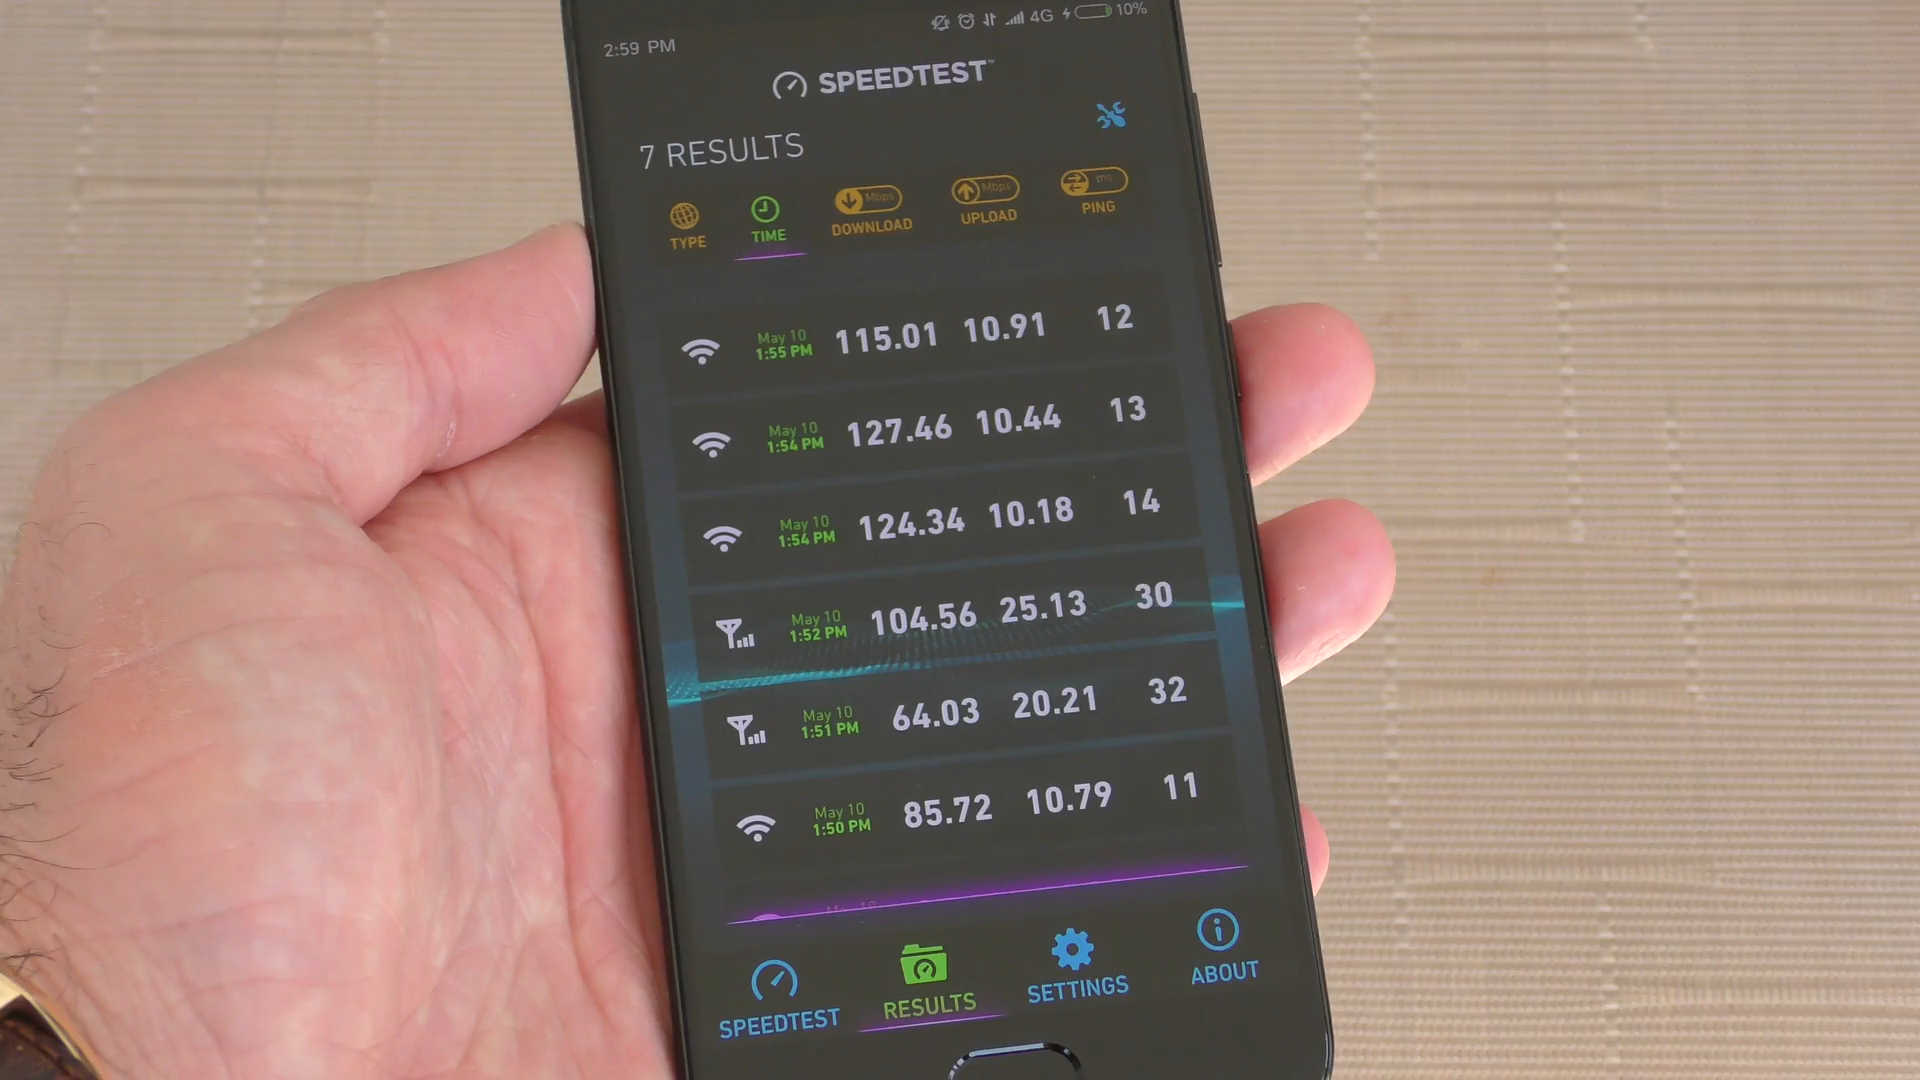 2:59 PM 4G 10%
SPEEDTEST™
7 RESULTS
Mbps Mbps ms
TYPE TIME DOWNLOAD UPLOAD PING
May 10
1:55 PM 115.01 10.91 12
May 10
1:54 PM 127.46 10.44 13
May 10
1:54 PM 124.34 10.18 14
May 10
1:52 PM 104.56 25.13 30
May 10
1:51 PM 64.03 20.21 32
May 10
1:50 PM 85.72 10.79 11
SPEEDTEST RESULTS SETTINGS ABOUT